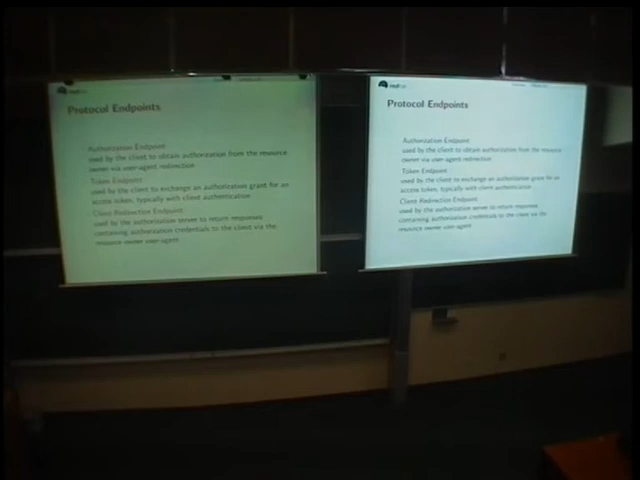 redhat
Protocol Endpoints
Authorization Endpoint
used by the client to obtain authorization from the resource
owner via user-agent redirection
Token Endpoint
used by the client to exchange an authorization grant for an
access token, typically with client authentication
Client Redirection Endpoint
used by the authorization server to return responses
containing authorization credentials to the client via the
resource owner user-agent
redhat
Protocol Endpoints
Authorization Endpoint
used by the client to obtain authorization from the resource
owner via user-agent redirection
Token Endpoint
used by the client to exchange an authorization grant for an
access token, typically with client authentication
Client Redirection Endpoint
used by the authorization server to return responses
containing authorization credentials to the client via the
resource owner user-agent